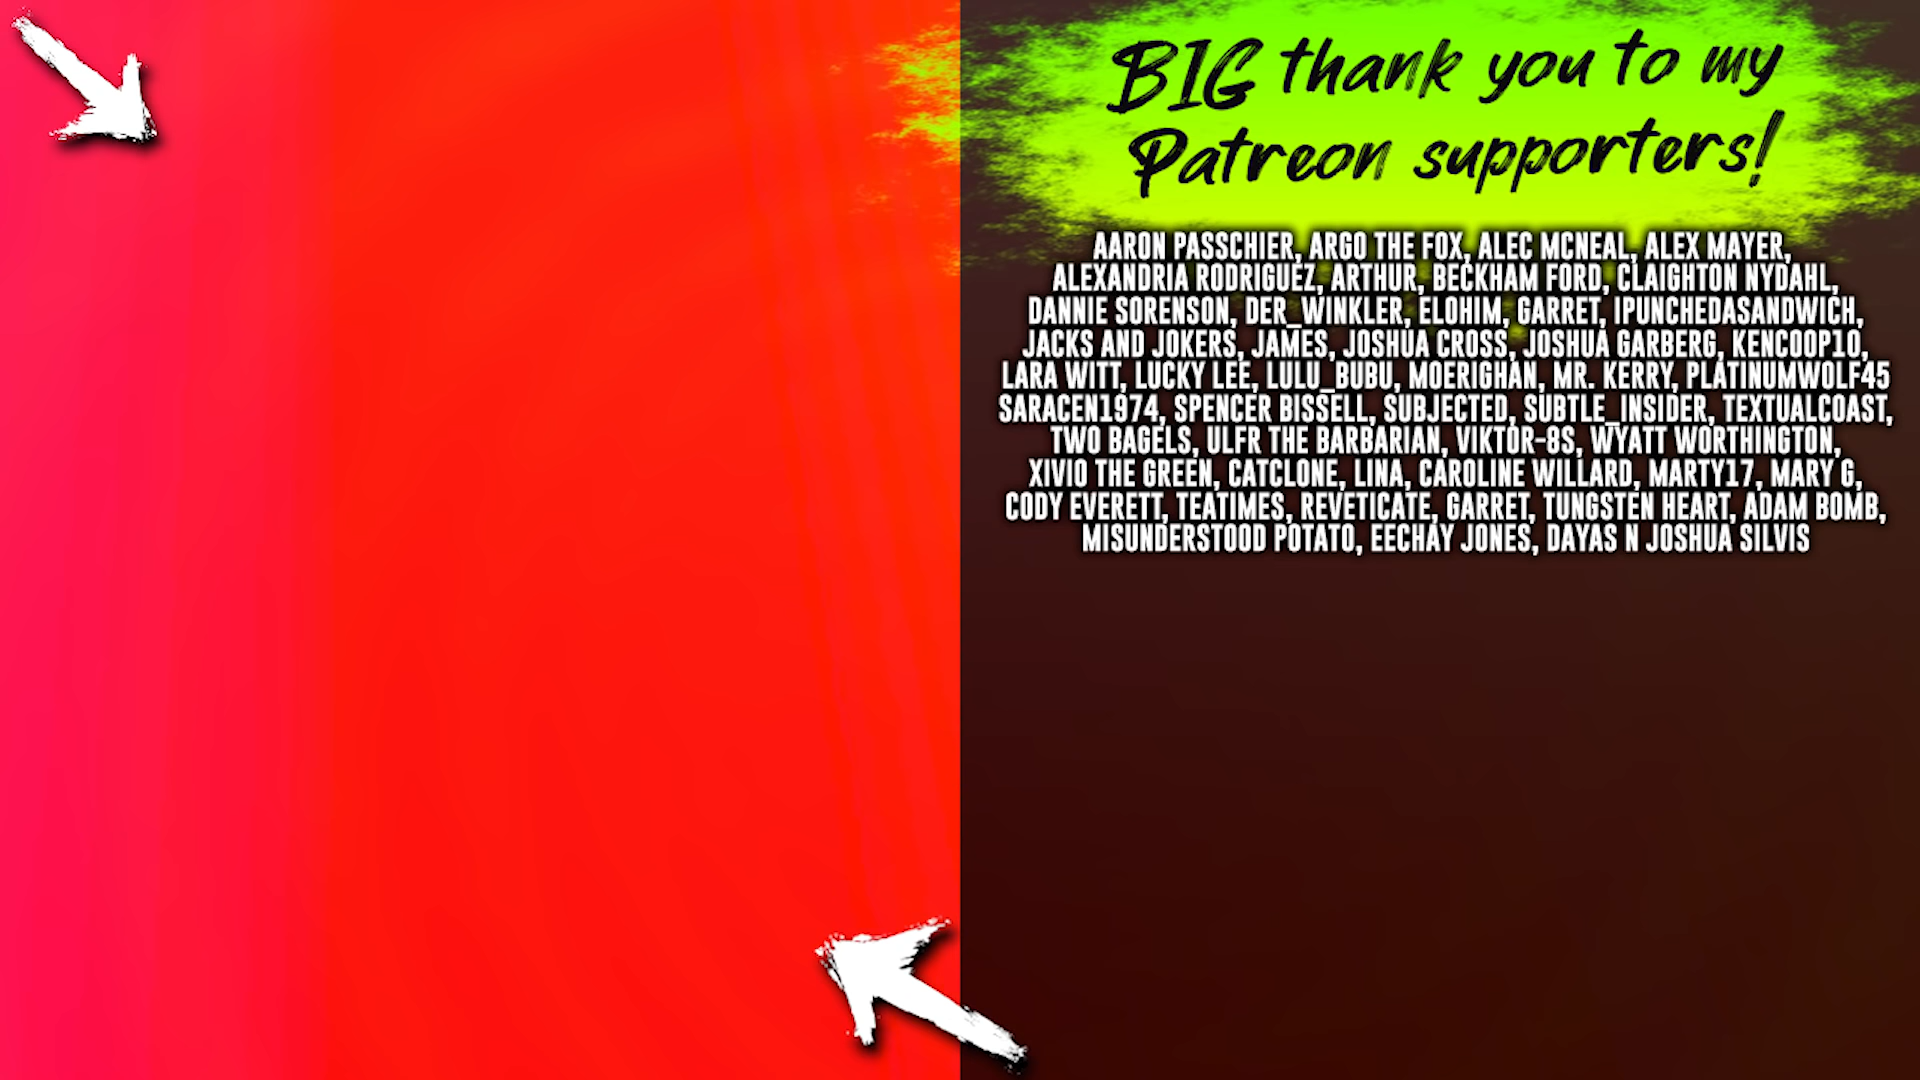 BIG thank you to my
Patreon supporters!
AARON PASSCHIER, ARGO THE FOX, ALEC MCNEAL, ALEX MAYER,
ALEXANDRIA RODRIGUEZ, ARTHUR, BECKHAM FORD, CLAIGHTON NYDAHL,
DANNIE SORENSON, DER_WINKLER, ELOHIM, GARRET, IPUNCHEDASANDWICH,
JACKS AND JOKERS, JAMES, JOSHUA CROSS, JOSHUA GARBERG, KENCOOP10,
LARA WITT, LUCKY LEE, LULU_BUBU, MOERIGHAN, MR. KERRY, PLATINUMWOLF45
SARACEN1974, SPENCER BISSELL, SUBJECTED, SUBTLE_INSIDER, TEXTUALCOAST,
TWO BAGELS, ULFR THE BARBARIAN, VIKTOR-8S, WYATT WORTHINGTON,
XIVIO THE GREEN, CATCLONE, LINA, CAROLINE WILLARD, MARTY17, MARY G,
CODY EVERETT, TEATIMES, REVETICATE, GARRET, TUNGSTEN HEART, ADAM BOMB,
MISUNDERSTOOD POTATO, EECHAY JONES, DAYAS N JOSHUA SILVIS